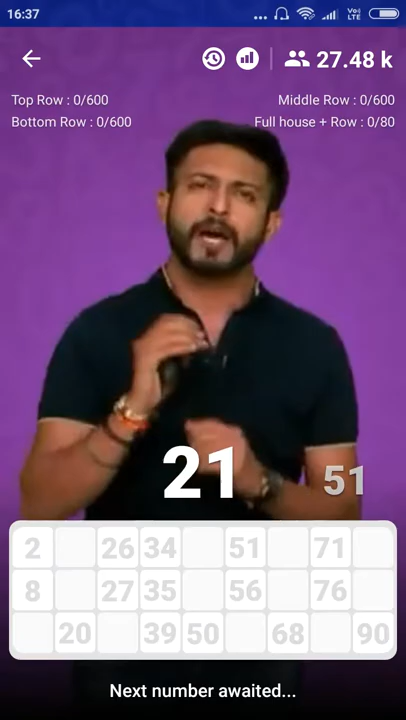 16:37
Vo)
LTE
27.48 k
Top Row : 0/600
Middle Row : 0/600
Bottom Row : 0/600
Full house + Row : 0/80
21
51
2 26 34 51 71
8 27 35 56 76
20 39 50 68 90
Next number awaited...